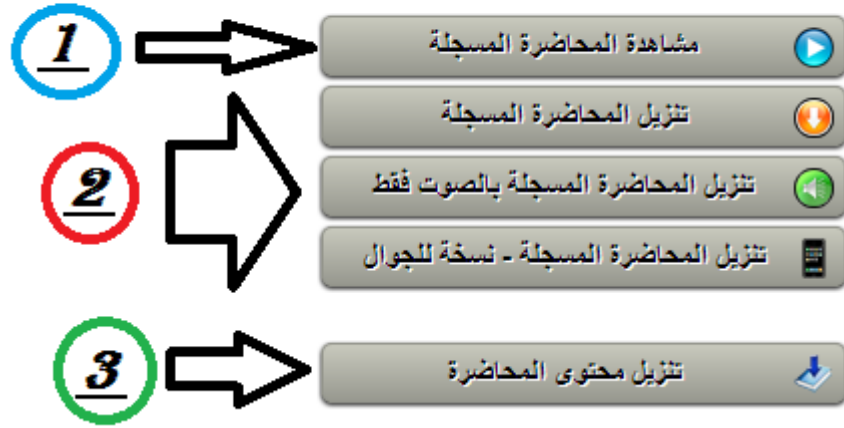 1
مشاهدة المحاضرة المسجلة
تنزيل المحاضرة المسجلة
2
تنزيل المحاضرة المسجلة بالصوت فقط
تنزيل المحاضرة المسجلة - نسخة للجوال
3
تنزيل محتوى المحاضرة